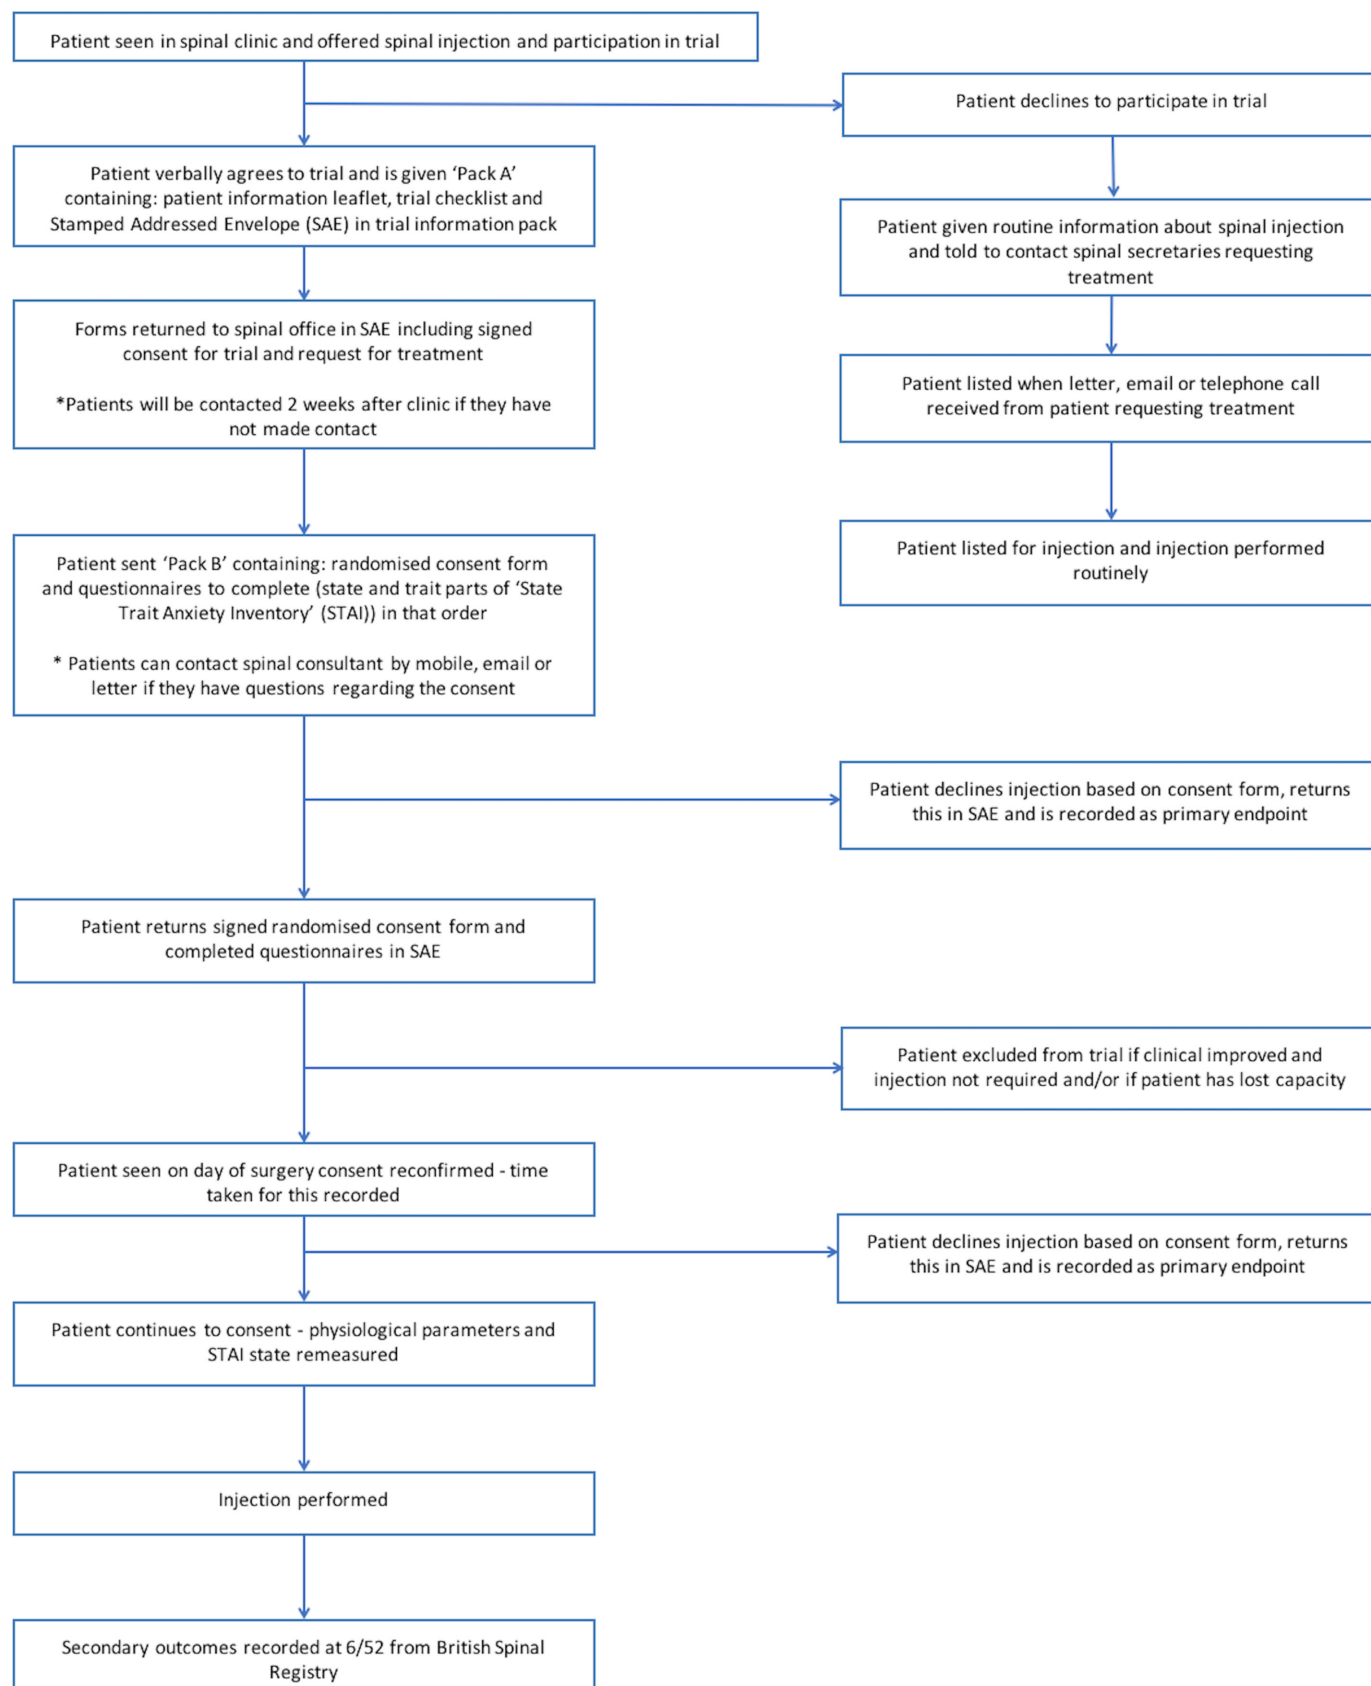 Patient seen in spinal clinic and offered spinal injection and participation in trial
Patient declines to participate in trial
Patient verbally agrees to trial and is given ‘Pack A’
containing: patient information leaflet, trial checklist and
Stamped Addressed Envelope (SAE) in trial information pack
Patient given routine information about spinal injection
and told to contact spinal secretaries requesting
treatment
Forms returned to spinal office in SAE including signed
consent for trial and request for treatment
*Patients will be contacted 2 weeks after clinic if they have
not made contact
Patient listed when letter, email or telephone call
received from patient requesting treatment
Patient listed for injection and injection performed
routinely
Patient sent ‘Pack B’ containing: randomised consent form
and questionnaires to complete (state and trait parts of ‘State
Trait Anxiety Inventory’ (STAI)) in that order
* Patients can contact spinal consultant by mobile, email or
letter if they have questions regarding the consent
Patient declines injection based on consent form, returns
this in SAE and is recorded as primary endpoint
Patient returns signed randomised consent form and
completed questionnaires in SAE
Patient excluded from trial if clinical improved and
injection not required and/or if patient has lost capacity
Patient seen on day of surgery consent reconfirmed - time
taken for this recorded
Patient declines injection based on consent form, returns
this in SAE and is recorded as primary endpoint
Patient continues to consent - physiological parameters and
STAI state remeasured
Injection performed
Secondary outcomes recorded at 6/52 from British Spinal
Registry